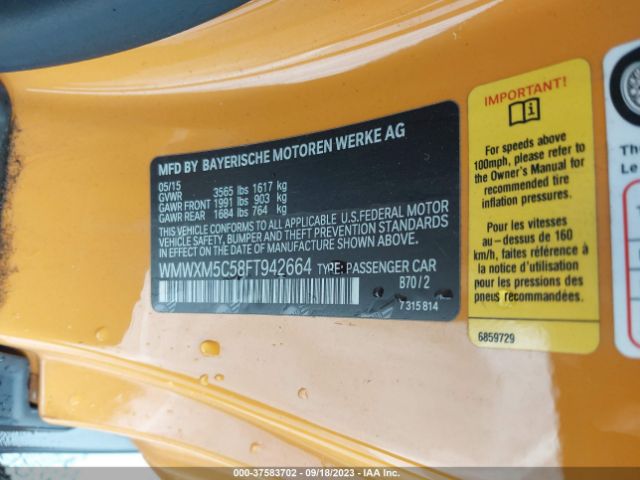 MFD BY BAYERISCHE MOTOREN WERKE AG
05/15
GVWR 3565 lbs 1617 kg
GAWR FRONT 1991 lbs 903 kg
GAWR REAR 1684 lbs 764 kg
THIS VEHICLE CONFORMS TO ALL APPLICABLE U.S.FEDERAL MOTOR
VEHICLE SAFETY, BUMPER AND THEFT PREVENTION STANDARDS
IN EFFECT ON THE DATE OF MANUFACTURE SHOWN ABOVE.
WMWXM5C58FT942664 TYPE: PASSENGER CAR
B70/2
7315814
IMPORTANT!
For speeds above
100mph, please refer to
the Owner's Manual for
recommended tire
inflation pressures.
Pour les vitesses
au-dessus de 160
km/h, faites référence à
la notice d'utilisation
pour les pressions des
pneus recommandées.
6859729
Le
000-37583702 - 09/18/2023 - IAA Inc.